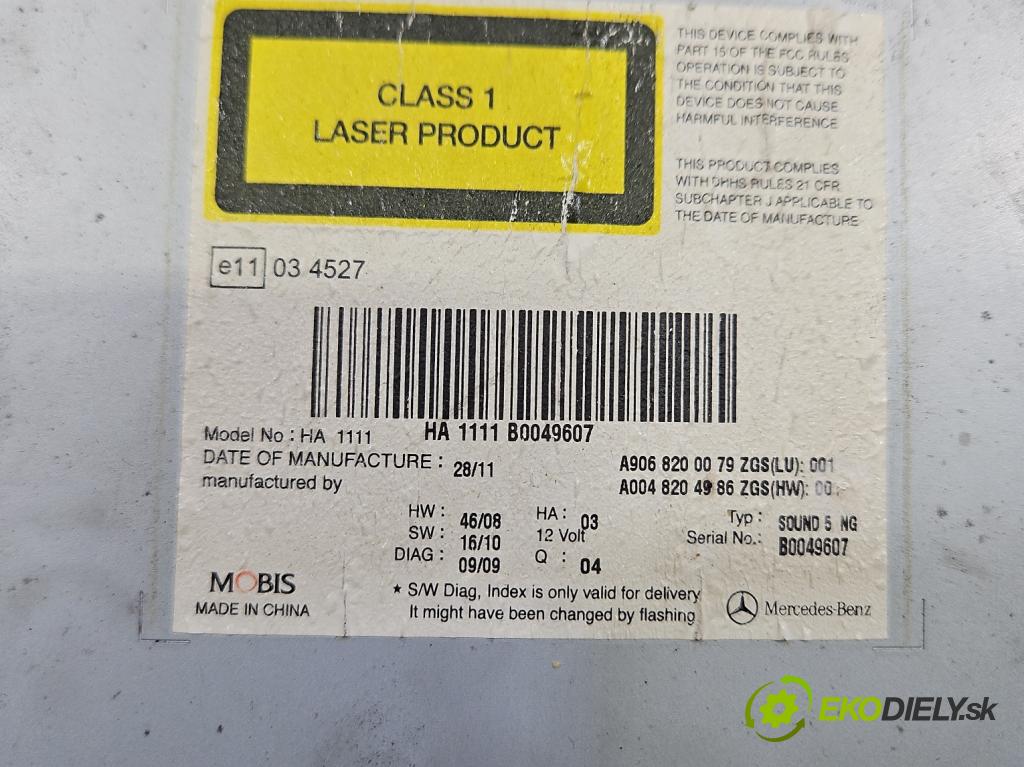 CLASS 1
LASER PRODUCT
THIS DEVICE COMPLIES WITH
PART 15 OF THE FCC RULES
OPERATION IS SUBJECT TO
THE CONDITION THAT THIS
DEVICE DOES NOT CAUSE
HARMFUL INTERFERENCE
THIS PRODUCT COMPLIES
WITH DHHS RULES 21 CFR
SUBCHAPTER J APPLICABLE TO
THE DATE OF MANUFACTURE
e11 03 4527
Model No : HA 1111
HA 1111 B0049607
DATE OF MANUFACTURE : 28/11
manufactured by
A906 820 00 79 ZGS(LU): 001
A004 820 49 86 ZGS(HW): 00
HW : 46/08 HA : 03
SW : 16/10 12 Volt
DIAG : 09/09 Q : 04
Typ : SOUND 5 NG
Serial No.: B0049607
MOBIS
MADE IN CHINA
★ S/W Diag, Index is only valid for delivery
It might have been changed by flashing
Mercedes-Benz
EKODIELY.sk